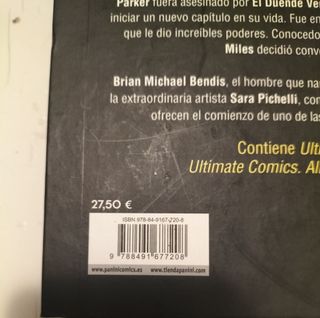 Parker fuera asesinado por El Duende Ve
iniciar un nuevo capítulo en su vida. Fue en
que le dio increíbles poderes. Conocedo
Miles decidió conv
Brian Michael Bendis, el hombre que na
la extraordinaria artista Sara Pichelli, con
ofrecen el comienzo de uno de las
Contiene Ulti
Ultimate Comics. All
27,50 €
ISBN 978-84-9167-720-8
9 788491 677208
www.paninicomics.es www.tiendapanini.com